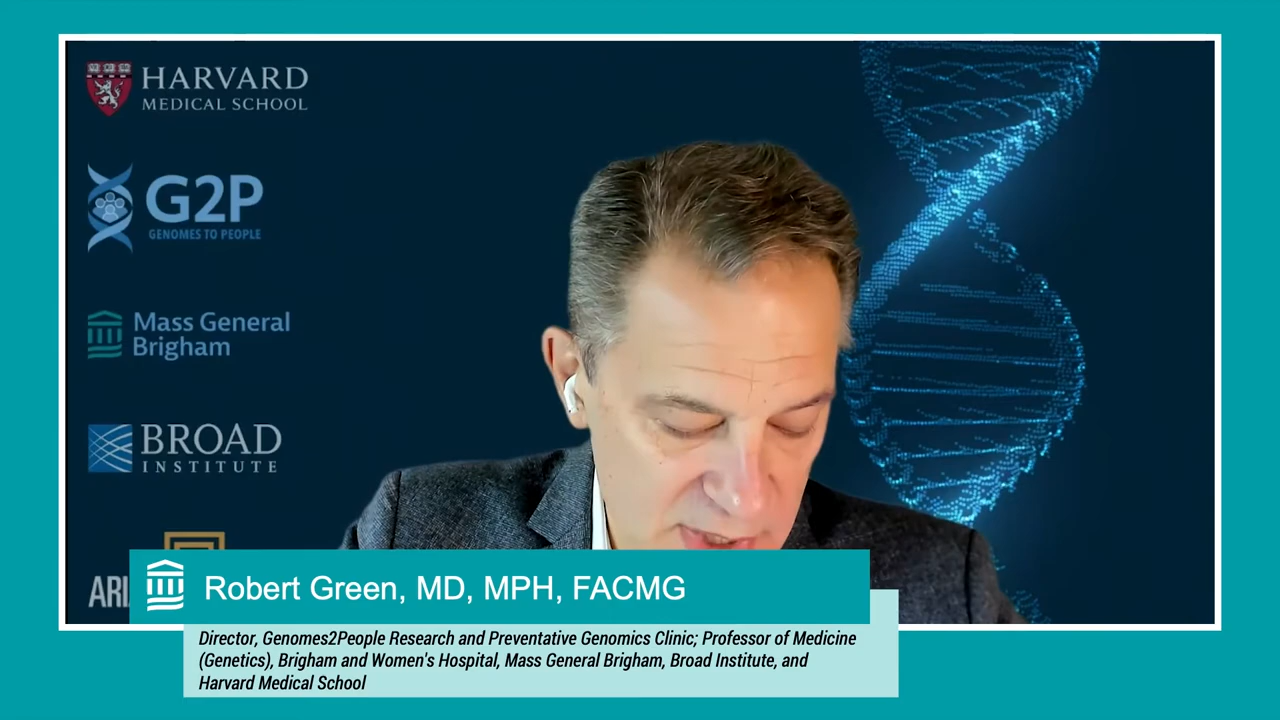 HARVARD
MEDICAL SCHOOL
G2P
GENOMES TO PEOPLE
Mass General
Brigham
BROAD
INSTITUTE
Robert Green, MD, MPH, FACMG
Director, Genomes2People Research and Preventative Genomics Clinic; Professor of Medicine
(Genetics), Brigham and Women's Hospital, Mass General Brigham, Broad Institute, and
Harvard Medical School